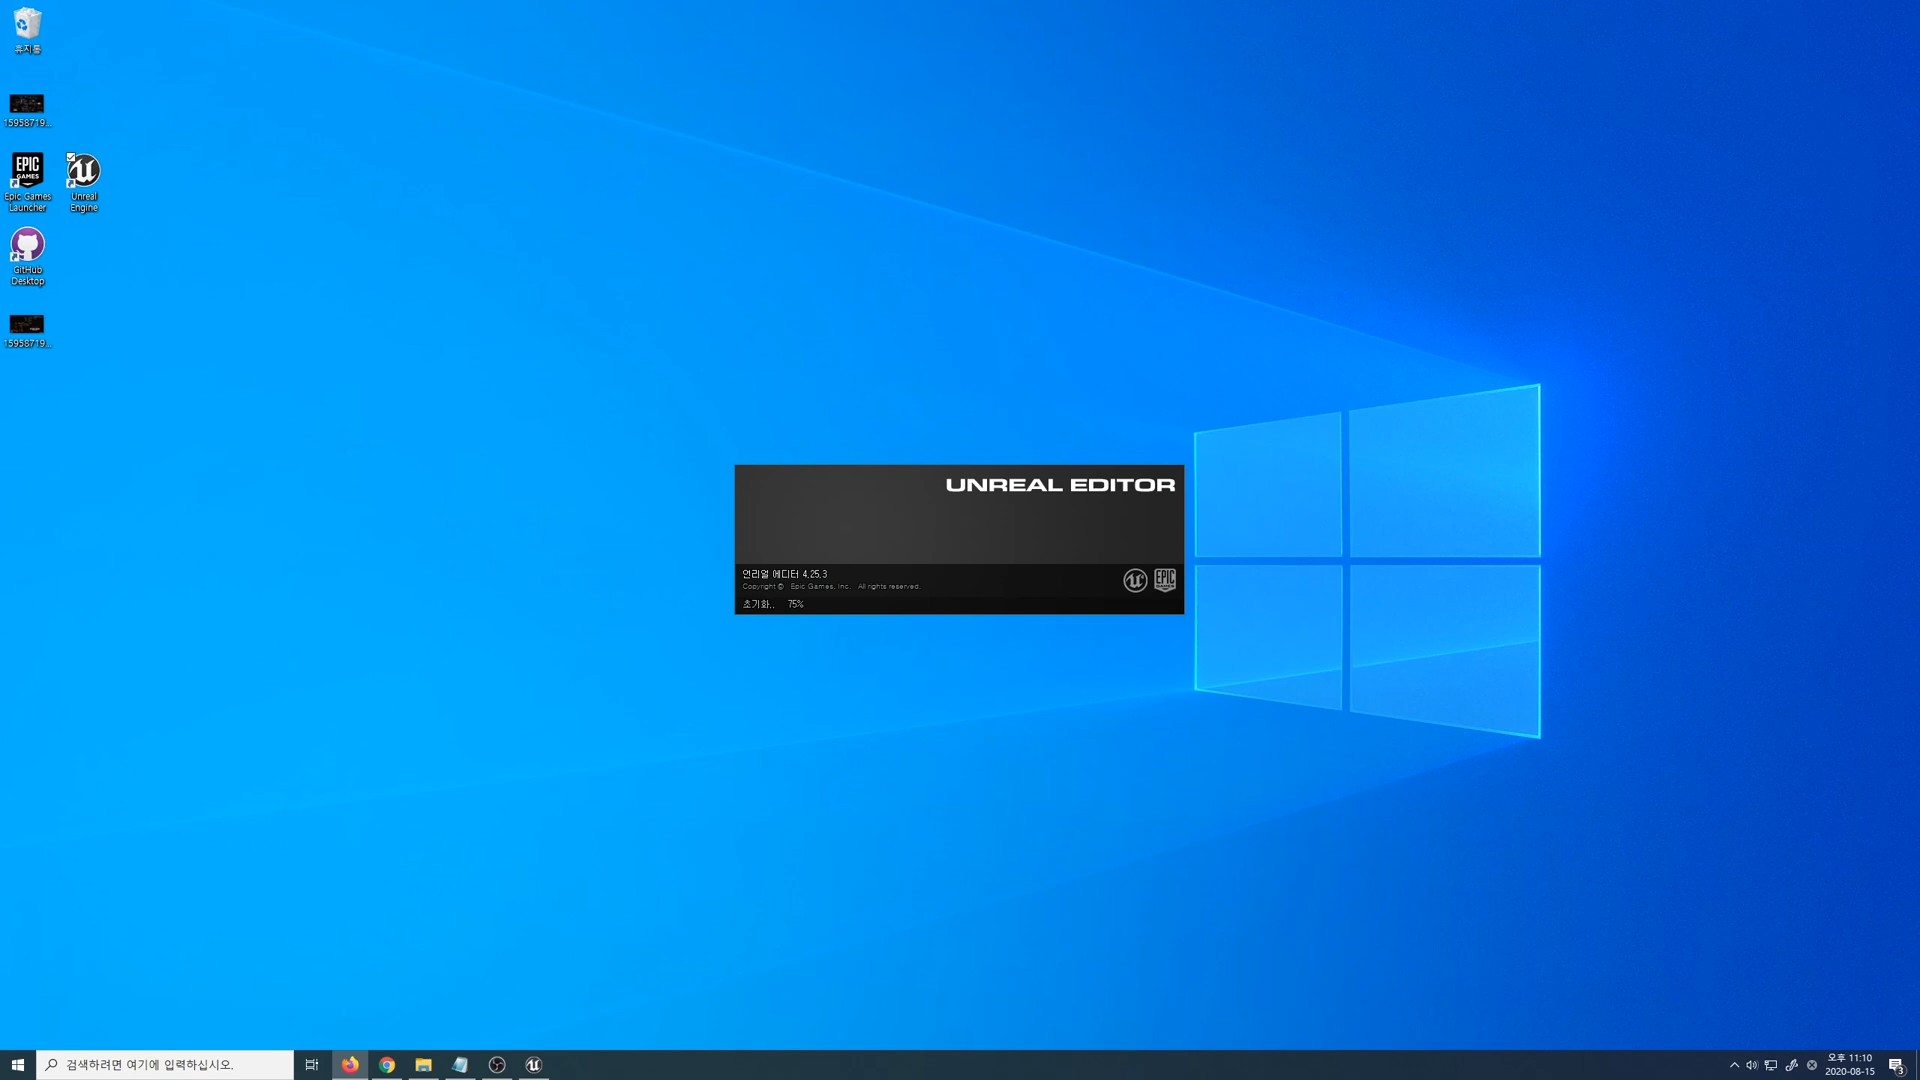 휴지통
15958719...
EPIC
GAMES
Epic Games
Launcher
Unreal
Engine
GitHub
Desktop
15958719...
UNREAL EDITOR
언리얼 에디터 4.25.3
Copyright © Epic Games, Inc. All rights reserved.
EPIC
GAMES
초기화.. 75%
검색하려면 여기에 입력하십시오.
오후 11:10
2020-08-15
3